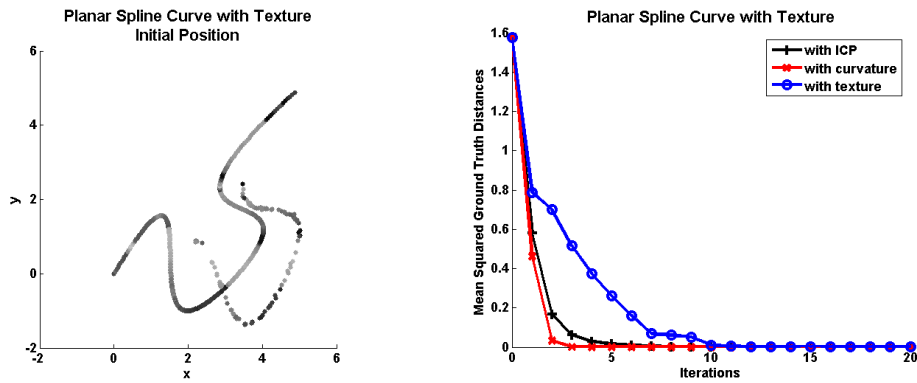 Planar Spline Curve with Texture
Initial Position
6
4
2
0
-2
y
-2
0
2
4
6
x
Planar Spline Curve with Texture
1.6
1.4
1.2
1
0.8
0.6
0.4
0.2
0
Mean Squared Ground Truth Distances
with ICP
with curvature
with texture
0
5
10
15
20
Iterations